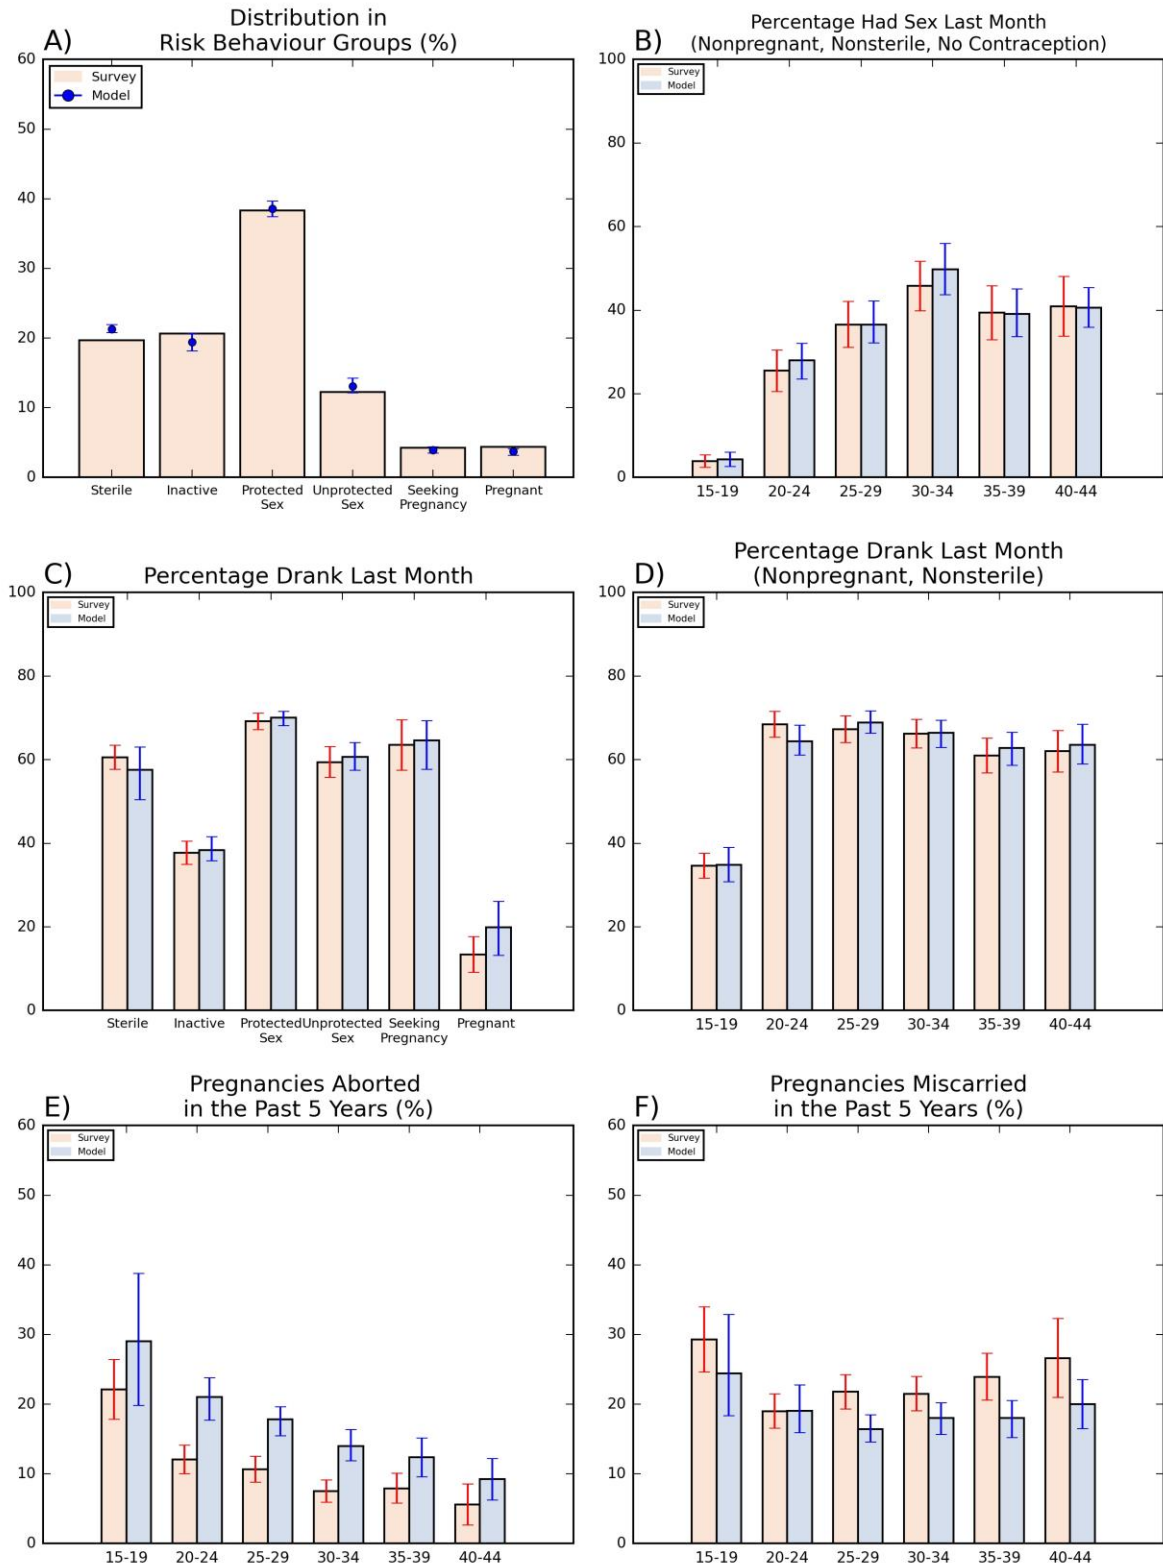 A)
Distribution in
Risk Behaviour Groups (%)
60
50
40
30
20
10
0
Survey
Model
Sterile
Inactive
Protected
Sex
Unprotected
Sex
Seeking
Pregnancy
Pregnant
B)
Percentage Had Sex Last Month
(Nonpregnant, Nonsterile, No Contraception)
100
80
60
40
20
0
Survey
Model
15-19
20-24
25-29
30-34
35-39
40-44
C)
Percentage Drank Last Month
100
80
60
40
20
0
Survey
Model
Sterile
Inactive
Protected
Sex
Unprotected
Sex
Seeking
Pregnancy
Pregnant
D)
Percentage Drank Last Month
(Nonpregnant, Nonsterile)
100
80
60
40
20
0
Survey
Model
15-19
20-24
25-29
30-34
35-39
40-44
E)
Pregnancies Aborted
in the Past 5 Years (%)
60
50
40
30
20
10
0
Survey
Model
15-19
20-24
25-29
30-34
35-39
40-44
F)
Pregnancies Miscarried
in the Past 5 Years (%)
60
50
40
30
20
10
0
Survey
Model
15-19
20-24
25-29
30-34
35-39
40-44